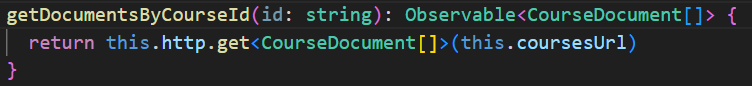 getDocumentsByCourseId(id: string): Observable<CourseDocument[]> {
return this.http.get<CourseDocument[]>(this.coursesUrl)
}